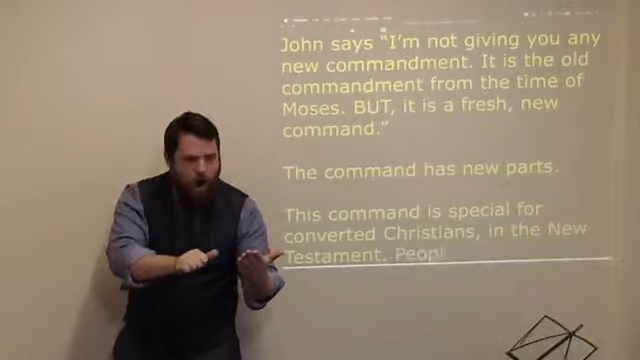 John says "I'm not giving you any
new commandment. It is the old
commandment from the time of
Moses. BUT, it is a fresh, new
command."
The command has new parts.
This command is special for
converted Christians, in the New
Testament. Peopl